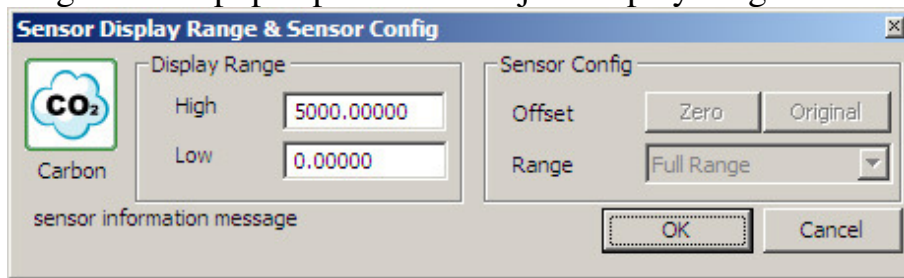 Sensor Display Range & Sensor Config
CO₂
Carbon
Display Range
High 5000.00000
Low 0.00000
Sensor Config
Offset Zero Original
Range Full Range
sensor information message
OK Cancel